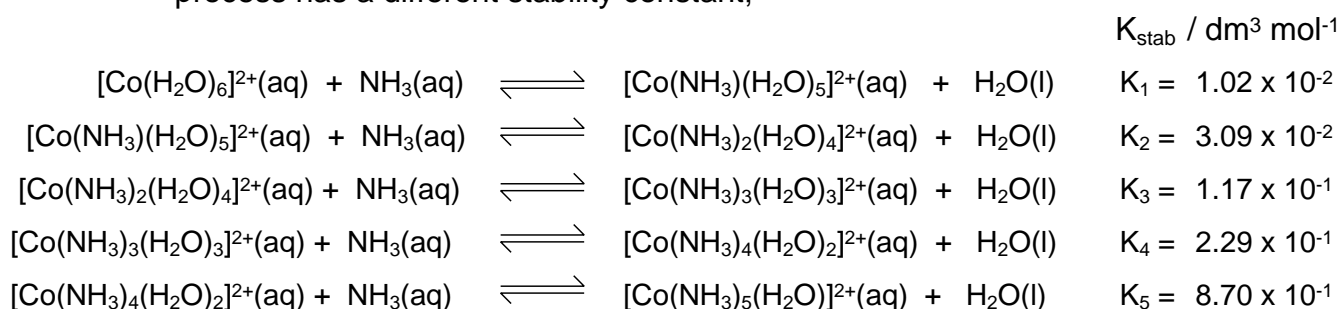 process has a different stability constant;
K_stab / dm³ mol⁻¹
[Co(H₂O)₆]²⁺(aq) + NH₃(aq) ⇌ [Co(NH₃)(H₂O)₅]²⁺(aq) + H₂O(l) K₁ = 1.02 x 10⁻²
[Co(NH₃)(H₂O)₅]²⁺(aq) + NH₃(aq) ⇌ [Co(NH₃)₂(H₂O)₄]²⁺(aq) + H₂O(l) K₂ = 3.09 x 10⁻²
[Co(NH₃)₂(H₂O)₄]²⁺(aq) + NH₃(aq) ⇌ [Co(NH₃)₃(H₂O)₃]²⁺(aq) + H₂O(l) K₃ = 1.17 x 10⁻¹
[Co(NH₃)₃(H₂O)₃]²⁺(aq) + NH₃(aq) ⇌ [Co(NH₃)₄(H₂O)₂]²⁺(aq) + H₂O(l) K₄ = 2.29 x 10⁻¹
[Co(NH₃)₄(H₂O)₂]²⁺(aq) + NH₃(aq) ⇌ [Co(NH₃)₅(H₂O)]²⁺(aq) + H₂O(l) K₅ = 8.70 x 10⁻¹